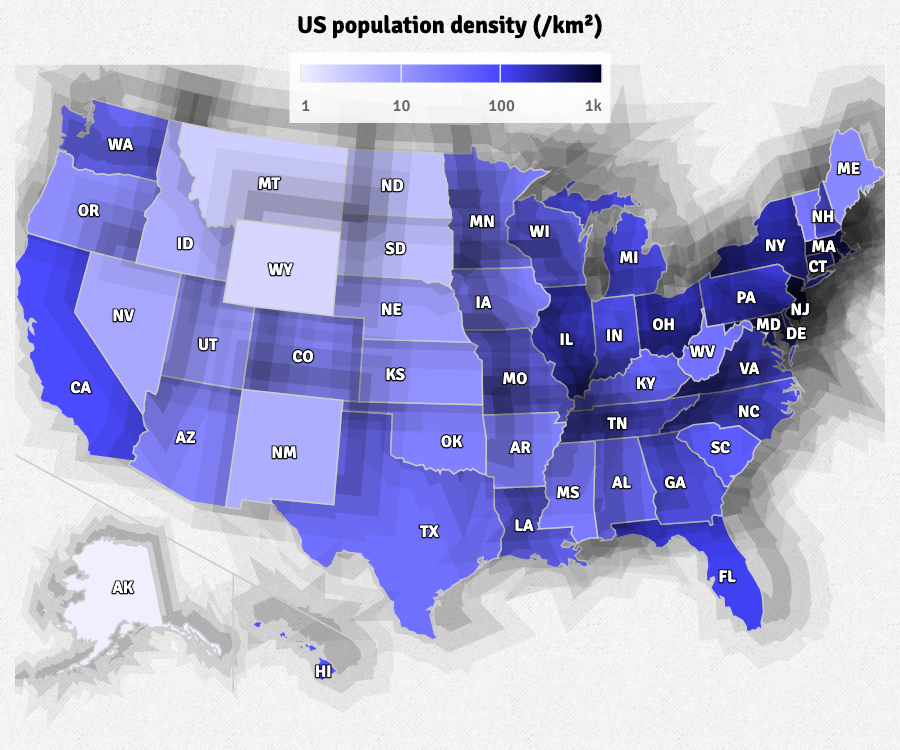 US population density (/km²)
1 10 100 1k
WA
ME
MT
ND
OR
NH
MN
WI
ID
NY
MA
SD
MI
CT
WY
PA
IA
NE
NJ
NV
MD
OH
DE
IN
IL
UT
WV
CO
VA
KS
MO
KY
CA
NC
TN
AZ
OK
AR
SC
NM
AL
GA
MS
LA
TX
FL
AK
HI